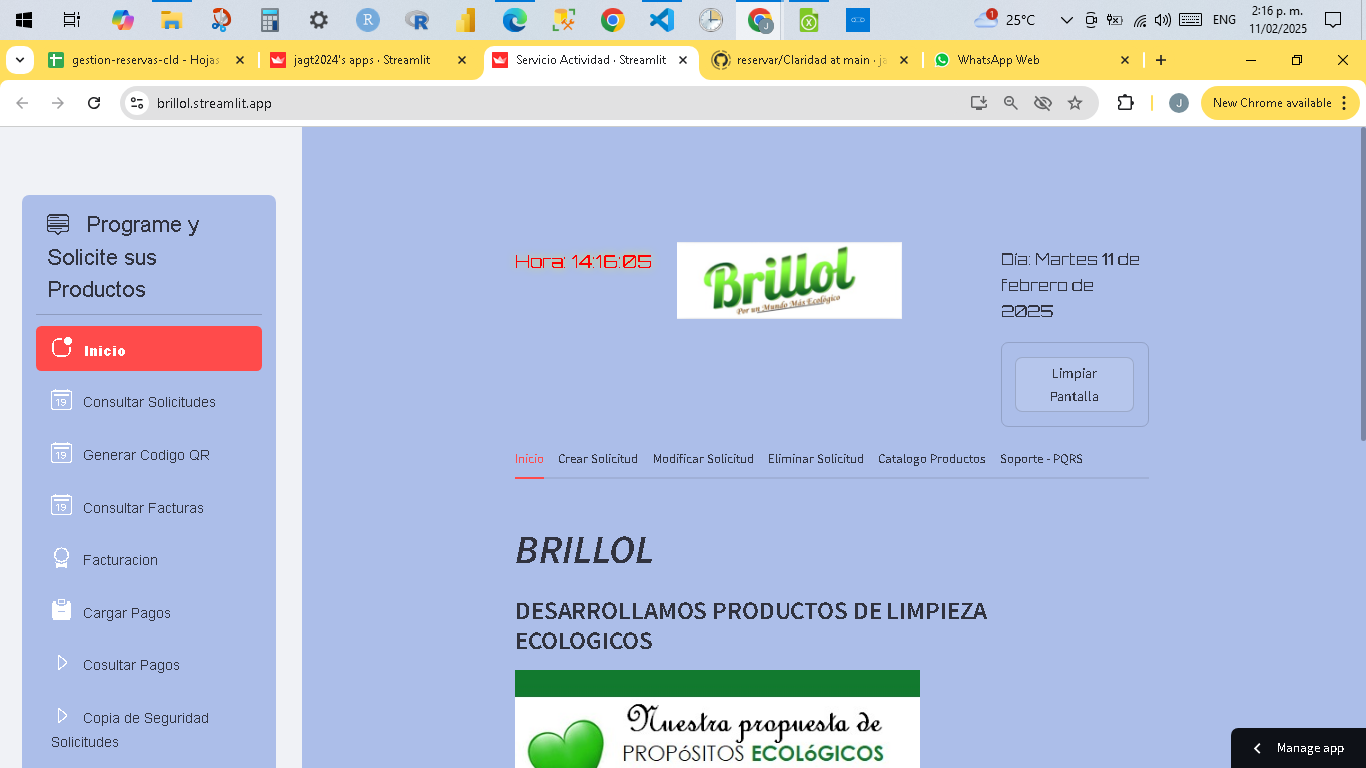 25°C
ENG
2:16 p. m.
11/02/2025
gestion-reservas-cld - Hojas
jagt2024's apps · Streamlit
Servicio Actividad · Streamlit
reservar/Claridad at main · ja
WhatsApp Web
brillol.streamlit.app
J
New Chrome available
Programe y
Solicite sus
Productos
Inicio
19 Consultar Solicitudes
19 Generar Codigo QR
19 Consultar Facturas
Facturacion
Cargar Pagos
Cosultar Pagos
Copia de Seguridad
Solicitudes
Hora: 14:16:05
Brillol
Por un Mundo Más Ecológico
Día: Martes 11 de
febrero de
2025
Limpiar
Pantalla
Inicio Crear Solicitud Modificar Solicitud Eliminar Solicitud Catalogo Productos Soporte - PQRS
BRILLOL
DESARROLLAMOS PRODUCTOS DE LIMPIEZA
ECOLOGICOS
Nuestra propuesta de
PROPóSITOS ECOLóGICOS
Manage app